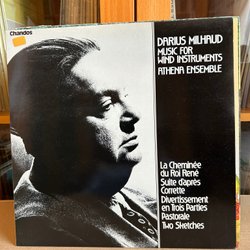 Chandos
DARIUS MILHAUD
MUSIC FOR
WIND INSTRUMENTS
ATHENA ENSEMBLE
La Cheminée
du Roi René
Suite d'après
Corrette
Divertissement
en Trois Parties
Pastorale
Two Sketches